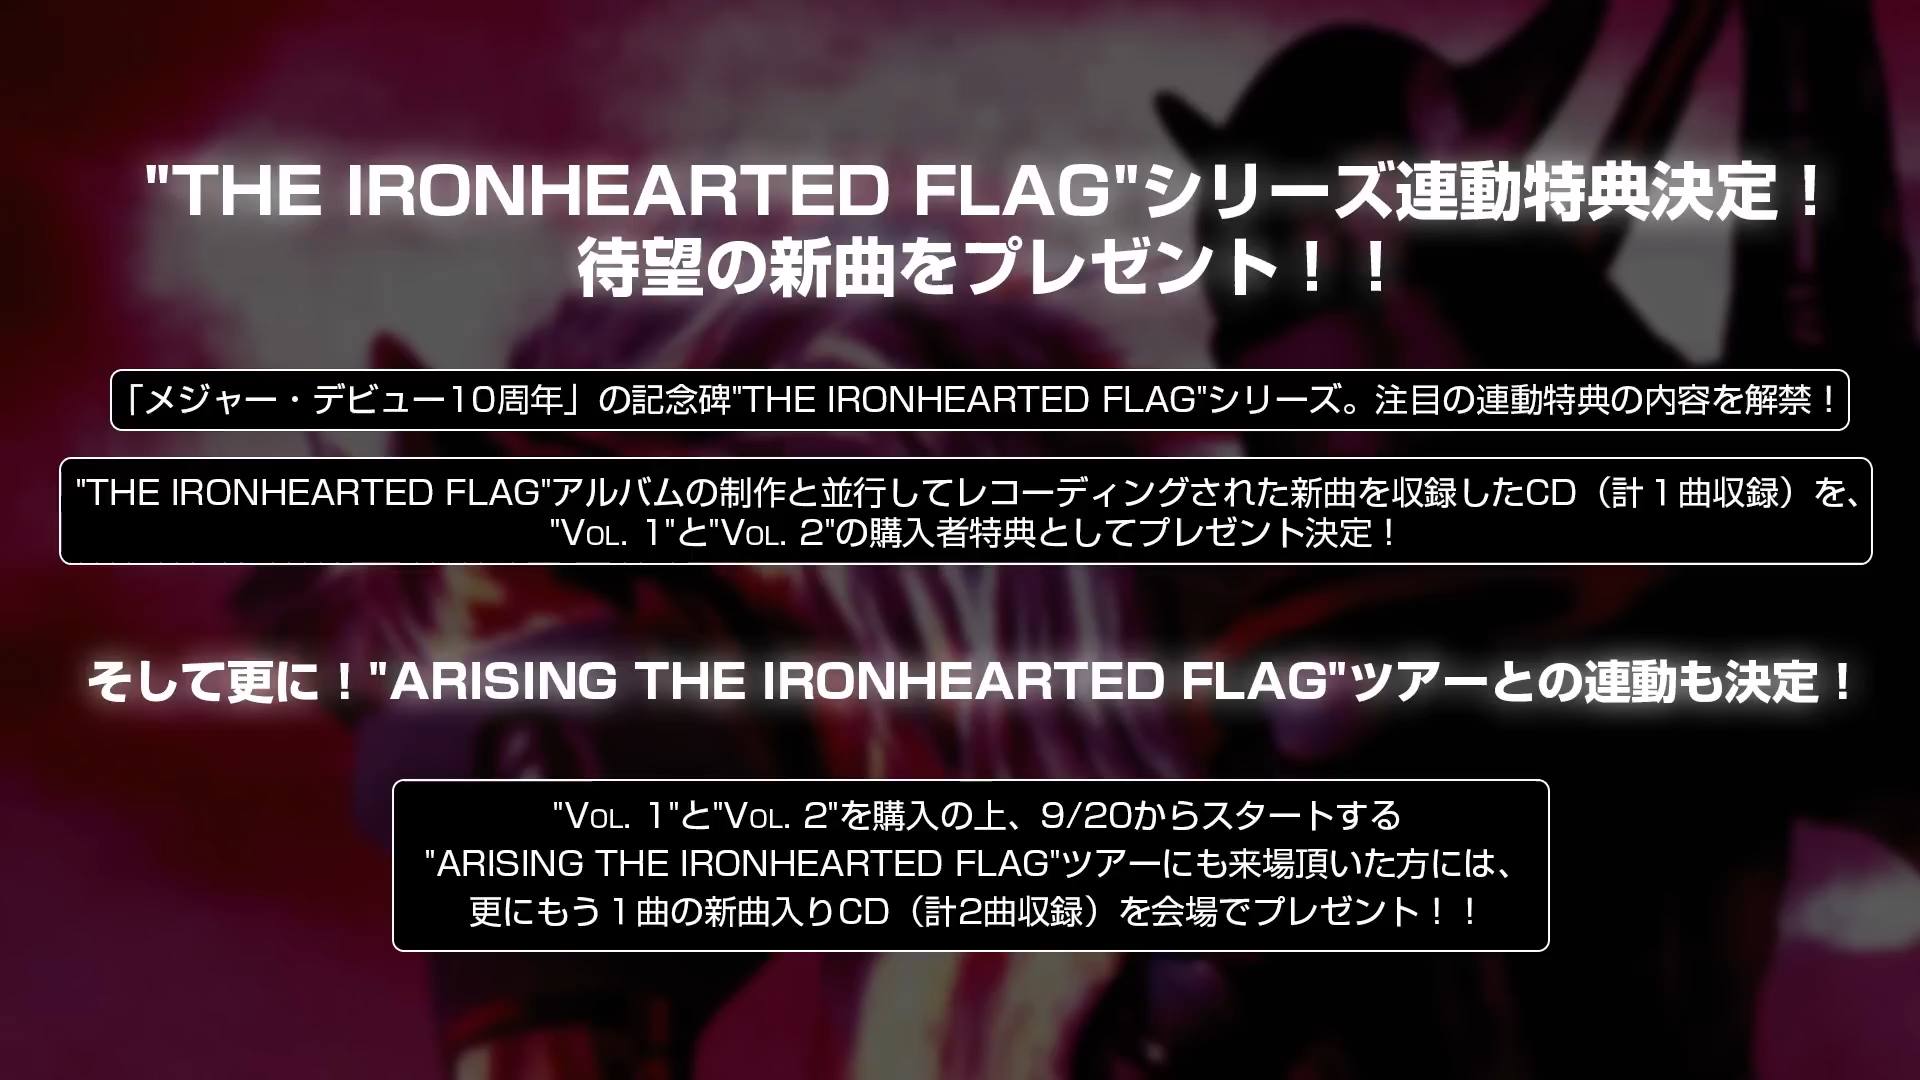 "THE IRONHEARTED FLAG"シリーズ連動特典決定！
待望の新曲をプレゼント！！
「メジャー・デビュー10周年」の記念碑"THE IRONHEARTED FLAG"シリーズ。注目の連動特典の内容を解禁！
"THE IRONHEARTED FLAG"アルバムの制作と並行してレコーディングされた新曲を収録したCD（計１曲収録）を、
"VOL. 1"と"VOL. 2"の購入者特典としてプレゼント決定！
そして更に！"ARISING THE IRONHEARTED FLAG"ツアーとの連動も決定！
"VOL. 1"と"VOL. 2"を購入の上、9/20からスタートする
"ARISING THE IRONHEARTED FLAG"ツアーにも来場頂いた方には、
更にもう１曲の新曲入りCD（計2曲収録）を会場でプレゼント！！